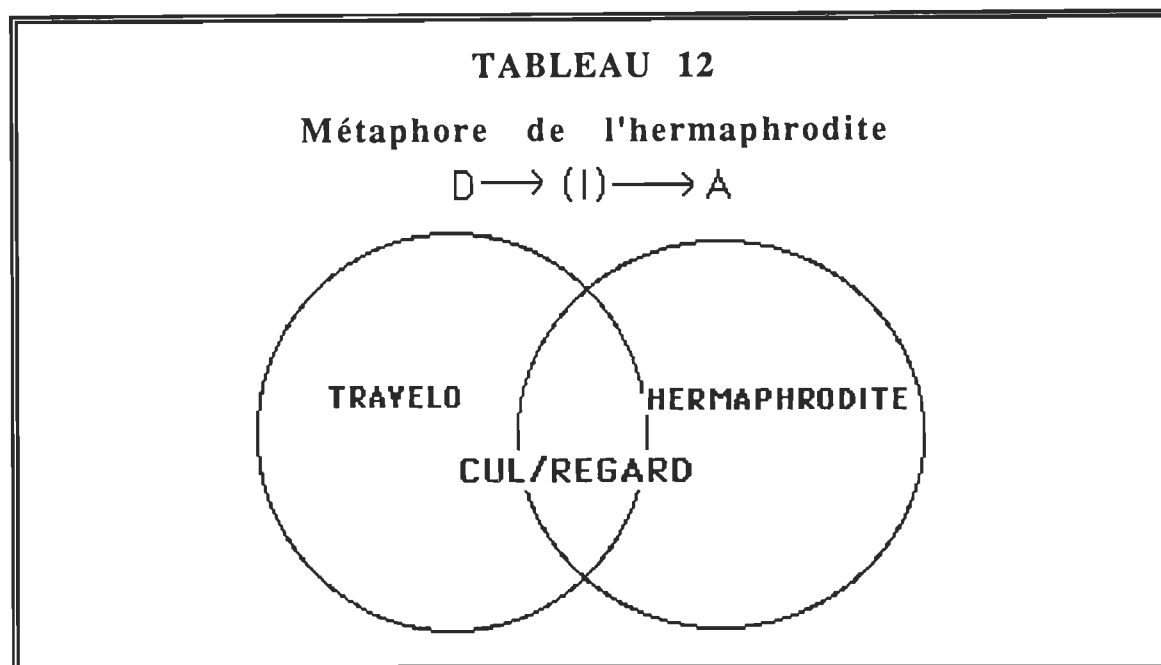 TABLEAU 12
Métaphore de l'hermaphrodite
D → (I) → A
TRAVELO
HERMAPHRODITE
CUL/REGARD